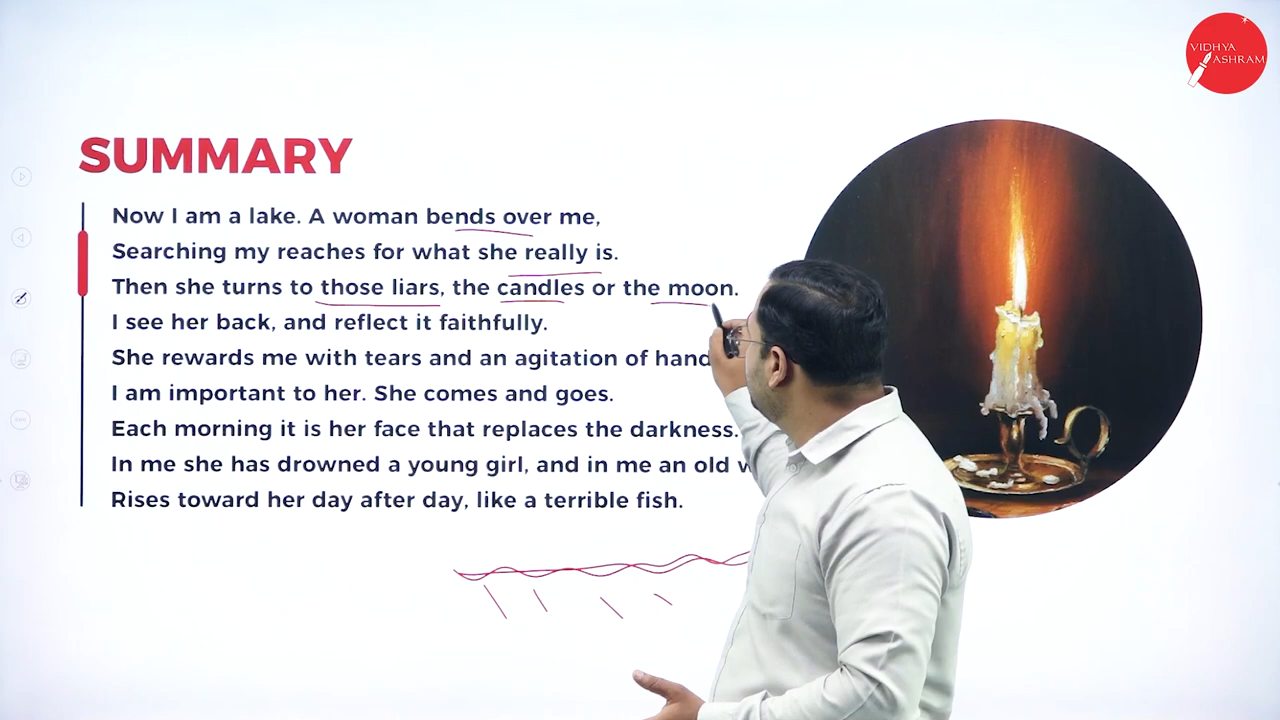 VIDHYA
ASHRAM
SUMMARY
Now I am a lake. A woman bends over me,
Searching my reaches for what she really is.
Then she turns to those liars, the candles or the moon.
I see her back, and reflect it faithfully.
She rewards me with tears and an agitation of hand
I am important to her. She comes and goes.
Each morning it is her face that replaces the darkness.
In me she has drowned a young girl, and in me an old
Rises toward her day after day, like a terrible fish.